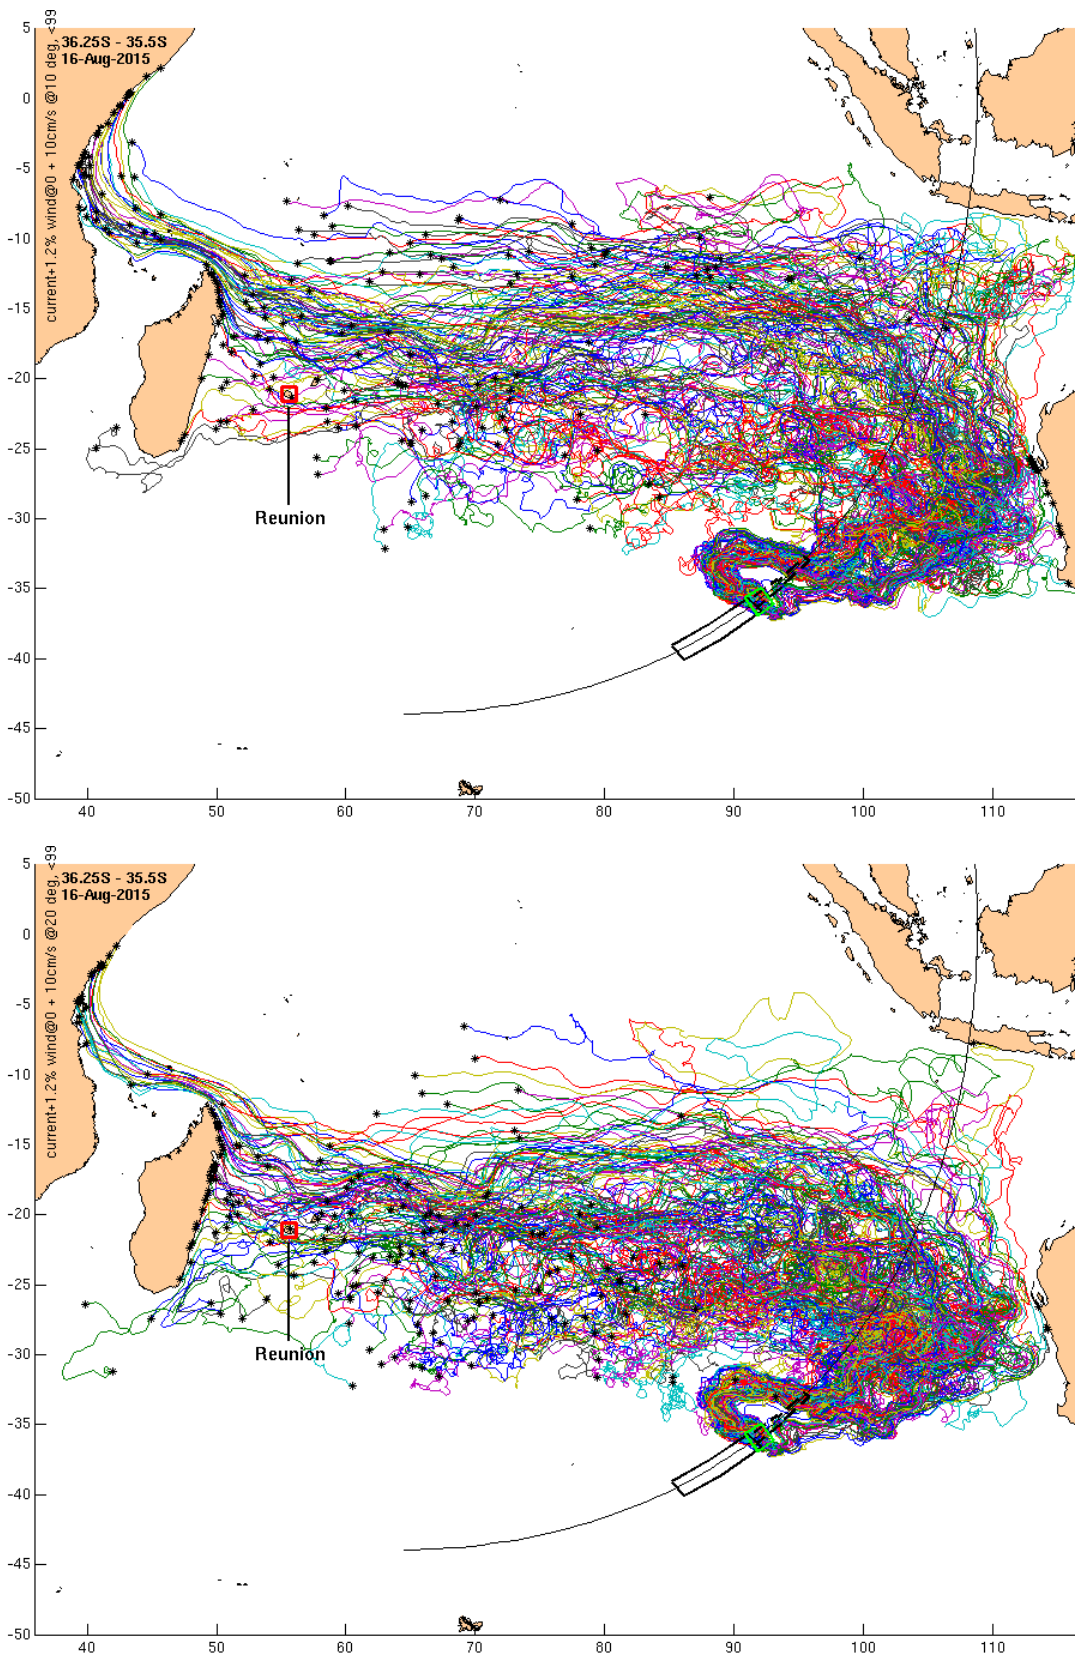 5
0
-5
-10
-15
-20
-25
-30
-35
-40
-45
-50
current+1.2% wind@0 + 10cm/s @10 deg, <99
36.25S - 35.5S
16-Aug-2015
Reunion
40 50 60 70 80 90 100 110
5
0
-5
-10
-15
-20
-25
-30
-35
-40
-45
-50
current+1.2% wind@0 + 10cm/s @20 deg, <99
36.25S - 35.5S
16-Aug-2015
Reunion
40 50 60 70 80 90 100 110